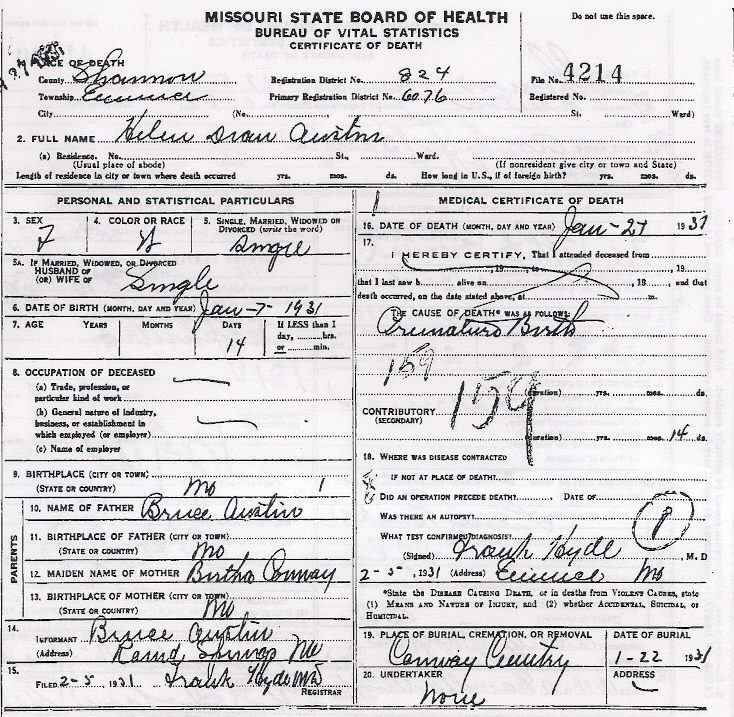 MISSOURI STATE BOARD OF HEALTH
BUREAU OF VITAL STATISTICS
CERTIFICATE OF DEATH
Do not use this space.
PLACE OF DEATH
County Shannon Registration District No. 824 File No. 4214
Township Eminence Primary Registration District No. 6076 Registered No.
City (No. St. Ward)
2. FULL NAME Helen Austin
(a) Residence. No. St., Ward.
(Usual place of abode) (If nonresident give city or town and State)
Length of residence in city or town where death occurred yrs. mos. ds. How long in U.S., if of foreign birth? yrs. mos. ds.
PERSONAL AND STATISTICAL PARTICULARS
3. SEX F
4. COLOR OR RACE W
5. SINGLE, MARRIED, WIDOWED OR DIVORCED (write the word) Single
5A. IF MARRIED, WIDOWED, OR DIVORCED
HUSBAND OF
(OR) WIFE OF Single
6. DATE OF BIRTH (MONTH, DAY AND YEAR) Jan-7-1931
7. AGE YEARS MONTHS DAYS If LESS than 1
14 day, hrs.
or min.
8. OCCUPATION OF DECEASED
(a) Trade, profession, or
particular kind of work
(b) General nature of industry,
business, or establishment in
which employed (or employer)
(c) Name of employer
9. BIRTHPLACE (CITY OR TOWN)
(STATE OR COUNTRY) Mo 1
PARENTS
10. NAME OF FATHER Bruce Austin
11. BIRTHPLACE OF FATHER (CITY OR TOWN)
(STATE OR COUNTRY) Mo
12. MAIDEN NAME OF MOTHER Birtha Conway
13. BIRTHPLACE OF MOTHER (CITY OR TOWN)
(STATE OR COUNTRY) Mo
14.
INFORMANT Bruce Austin
(Address) Round Springs Mo
15.
FILED 2-5 1931 Frank Hyde MD
REGISTRAR
1
MEDICAL CERTIFICATE OF DEATH
16. DATE OF DEATH (MONTH, DAY AND YEAR) Jan-21 1931
17.
I HEREBY CERTIFY, That I attended deceased from
, 19 , to , 19
that I last saw h alive on , 19 , and that
death occurred, on the date stated above, at m.
THE CAUSE OF DEATH* WAS AS FOLLOWS:
Premature Birth
159
159
(duration) yrs. mos. ds.
CONTRIBUTORY
(SECONDARY)
(duration) yrs. mos. 14 ds.
18. WHERE WAS DISEASE CONTRACTED
IF NOT AT PLACE OF DEATH?
DID AN OPERATION PRECEDE DEATH? DATE OF
WAS THERE AN AUTOPSY?
WHAT TEST CONFIRMED DIAGNOSIS?
(Signed) Frank Hyde , M. D
2-5, 1931 (Address) Eminence Mo
*State the DISEASE CAUSING DEATH, or in deaths from VIOLENT CAUSES, state
(1) MEANS AND NATURE OF INJURY, and (2) whether ACCIDENTAL, SUICIDAL, or
HOMICIDAL.
19. PLACE OF BURIAL, CREMATION, OR REMOVAL DATE OF BURIAL
Conway Cemetry 1-22 1931
20. UNDERTAKER ADDRESS
None